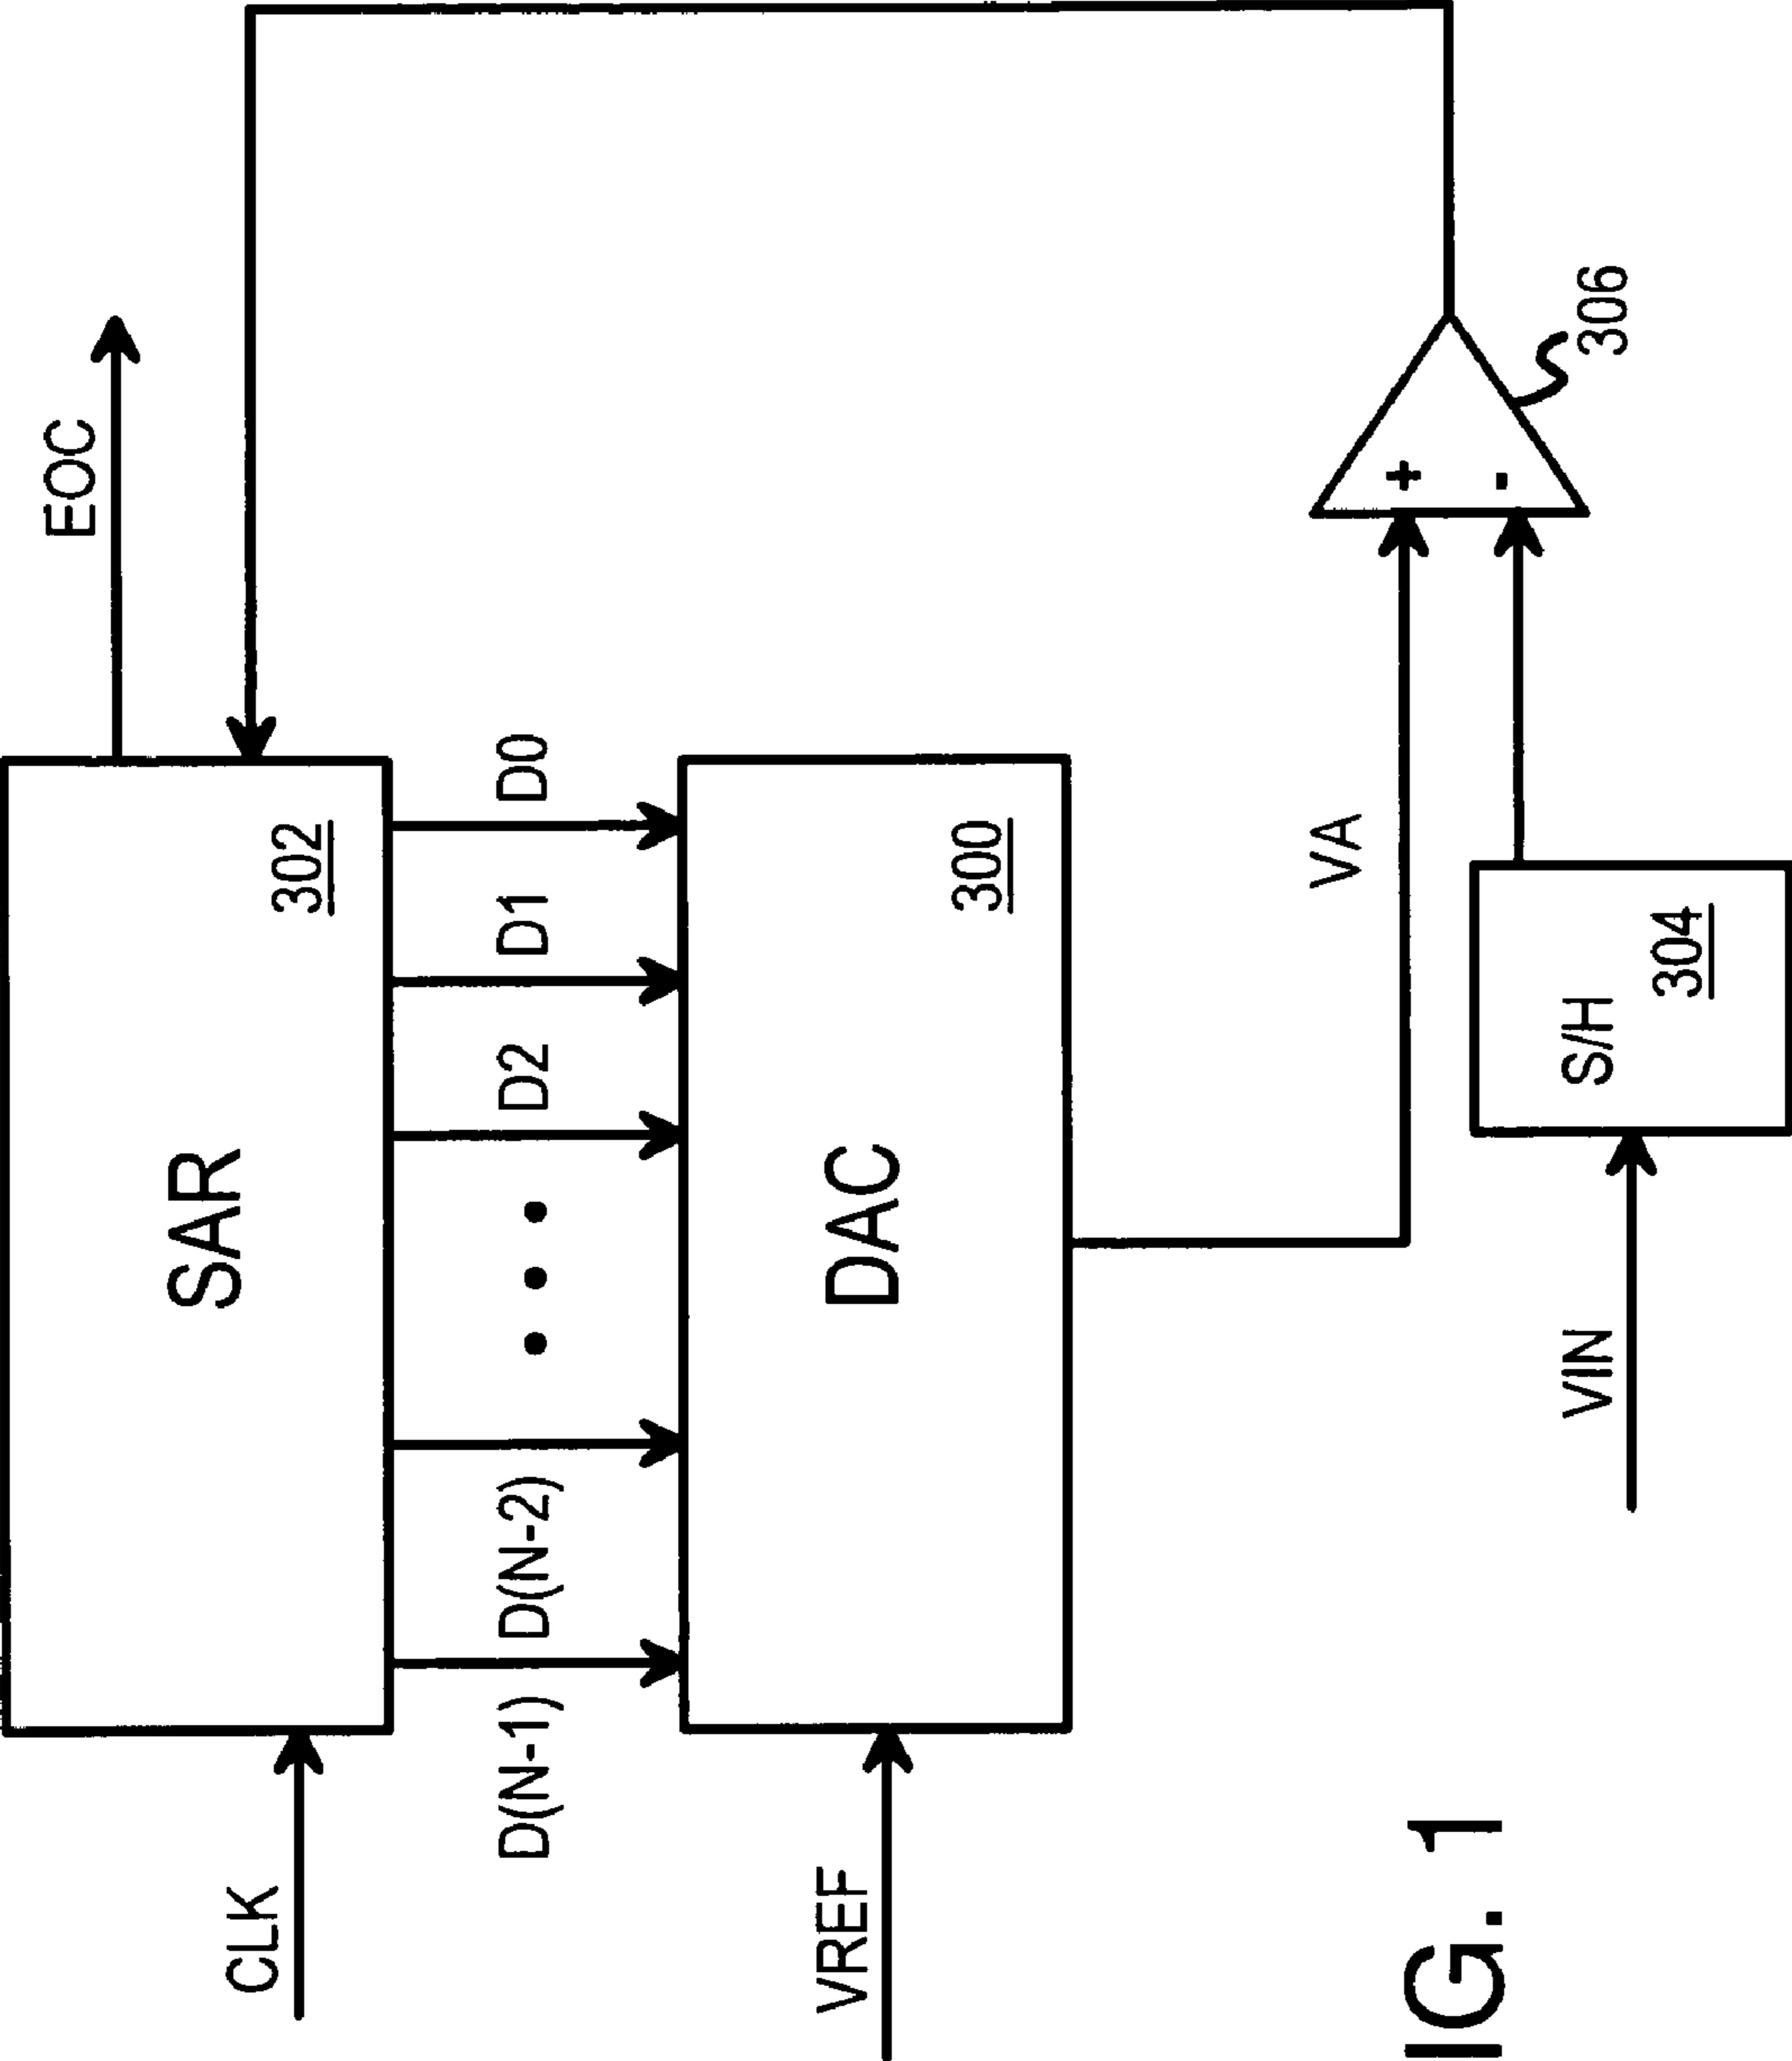 EOC
SAR
302
CLK
D(N-1)
D(N-2)
D2
D1
D0
DAC
300
VREF
VA
+
-
306
S/H
304
VIN
IG. 1